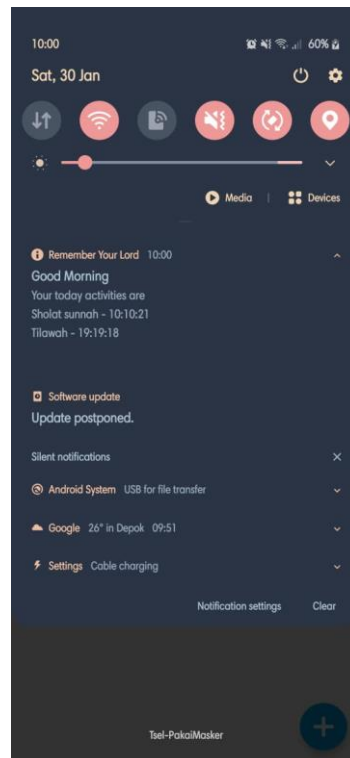 10:00 60%
Sat, 30 Jan
Media | Devices
Remember Your Lord 10:00
Good Morning
Your today activities are
Sholat sunnah - 10:10:21
Tilawah - 19:19:18
Software update
Update postponed.
Silent notifications
Android System USB for file transfer
Google 26° in Depok 09:51
Settings Cable charging
Notification settings Clear
Tsel-PakaiMasker